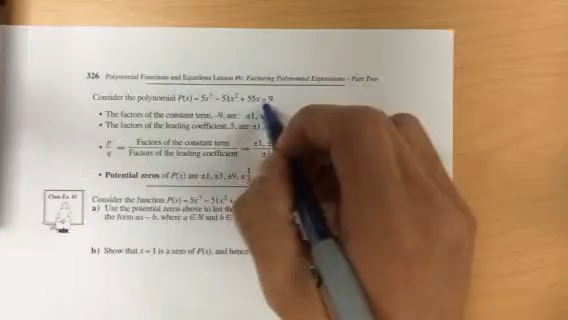 326 Polynomial Functions and Equations Lesson #6: Factoring Polynomial Expressions - Part Two
Consider the polynomial P(x) = 5x³ − 51x² + 55x − 9.
• The factors of the constant term, −9, are: ±1,
• The factors of the leading coefficient, 5, are: ±1,
• p/q = Factors of the constant term / Factors of the leading coefficient = ±1,
• Potential zeros of P(x) are ±1, ±3, ±9, ±1
Class Ex. #1
Consider the function P(x) = 5x³ − 51x² +
a) Use the potential zeros above to list the
the form ax − b, where a ∈ N and b ∈
b) Show that x = 1 is a zero of P(x), and hence